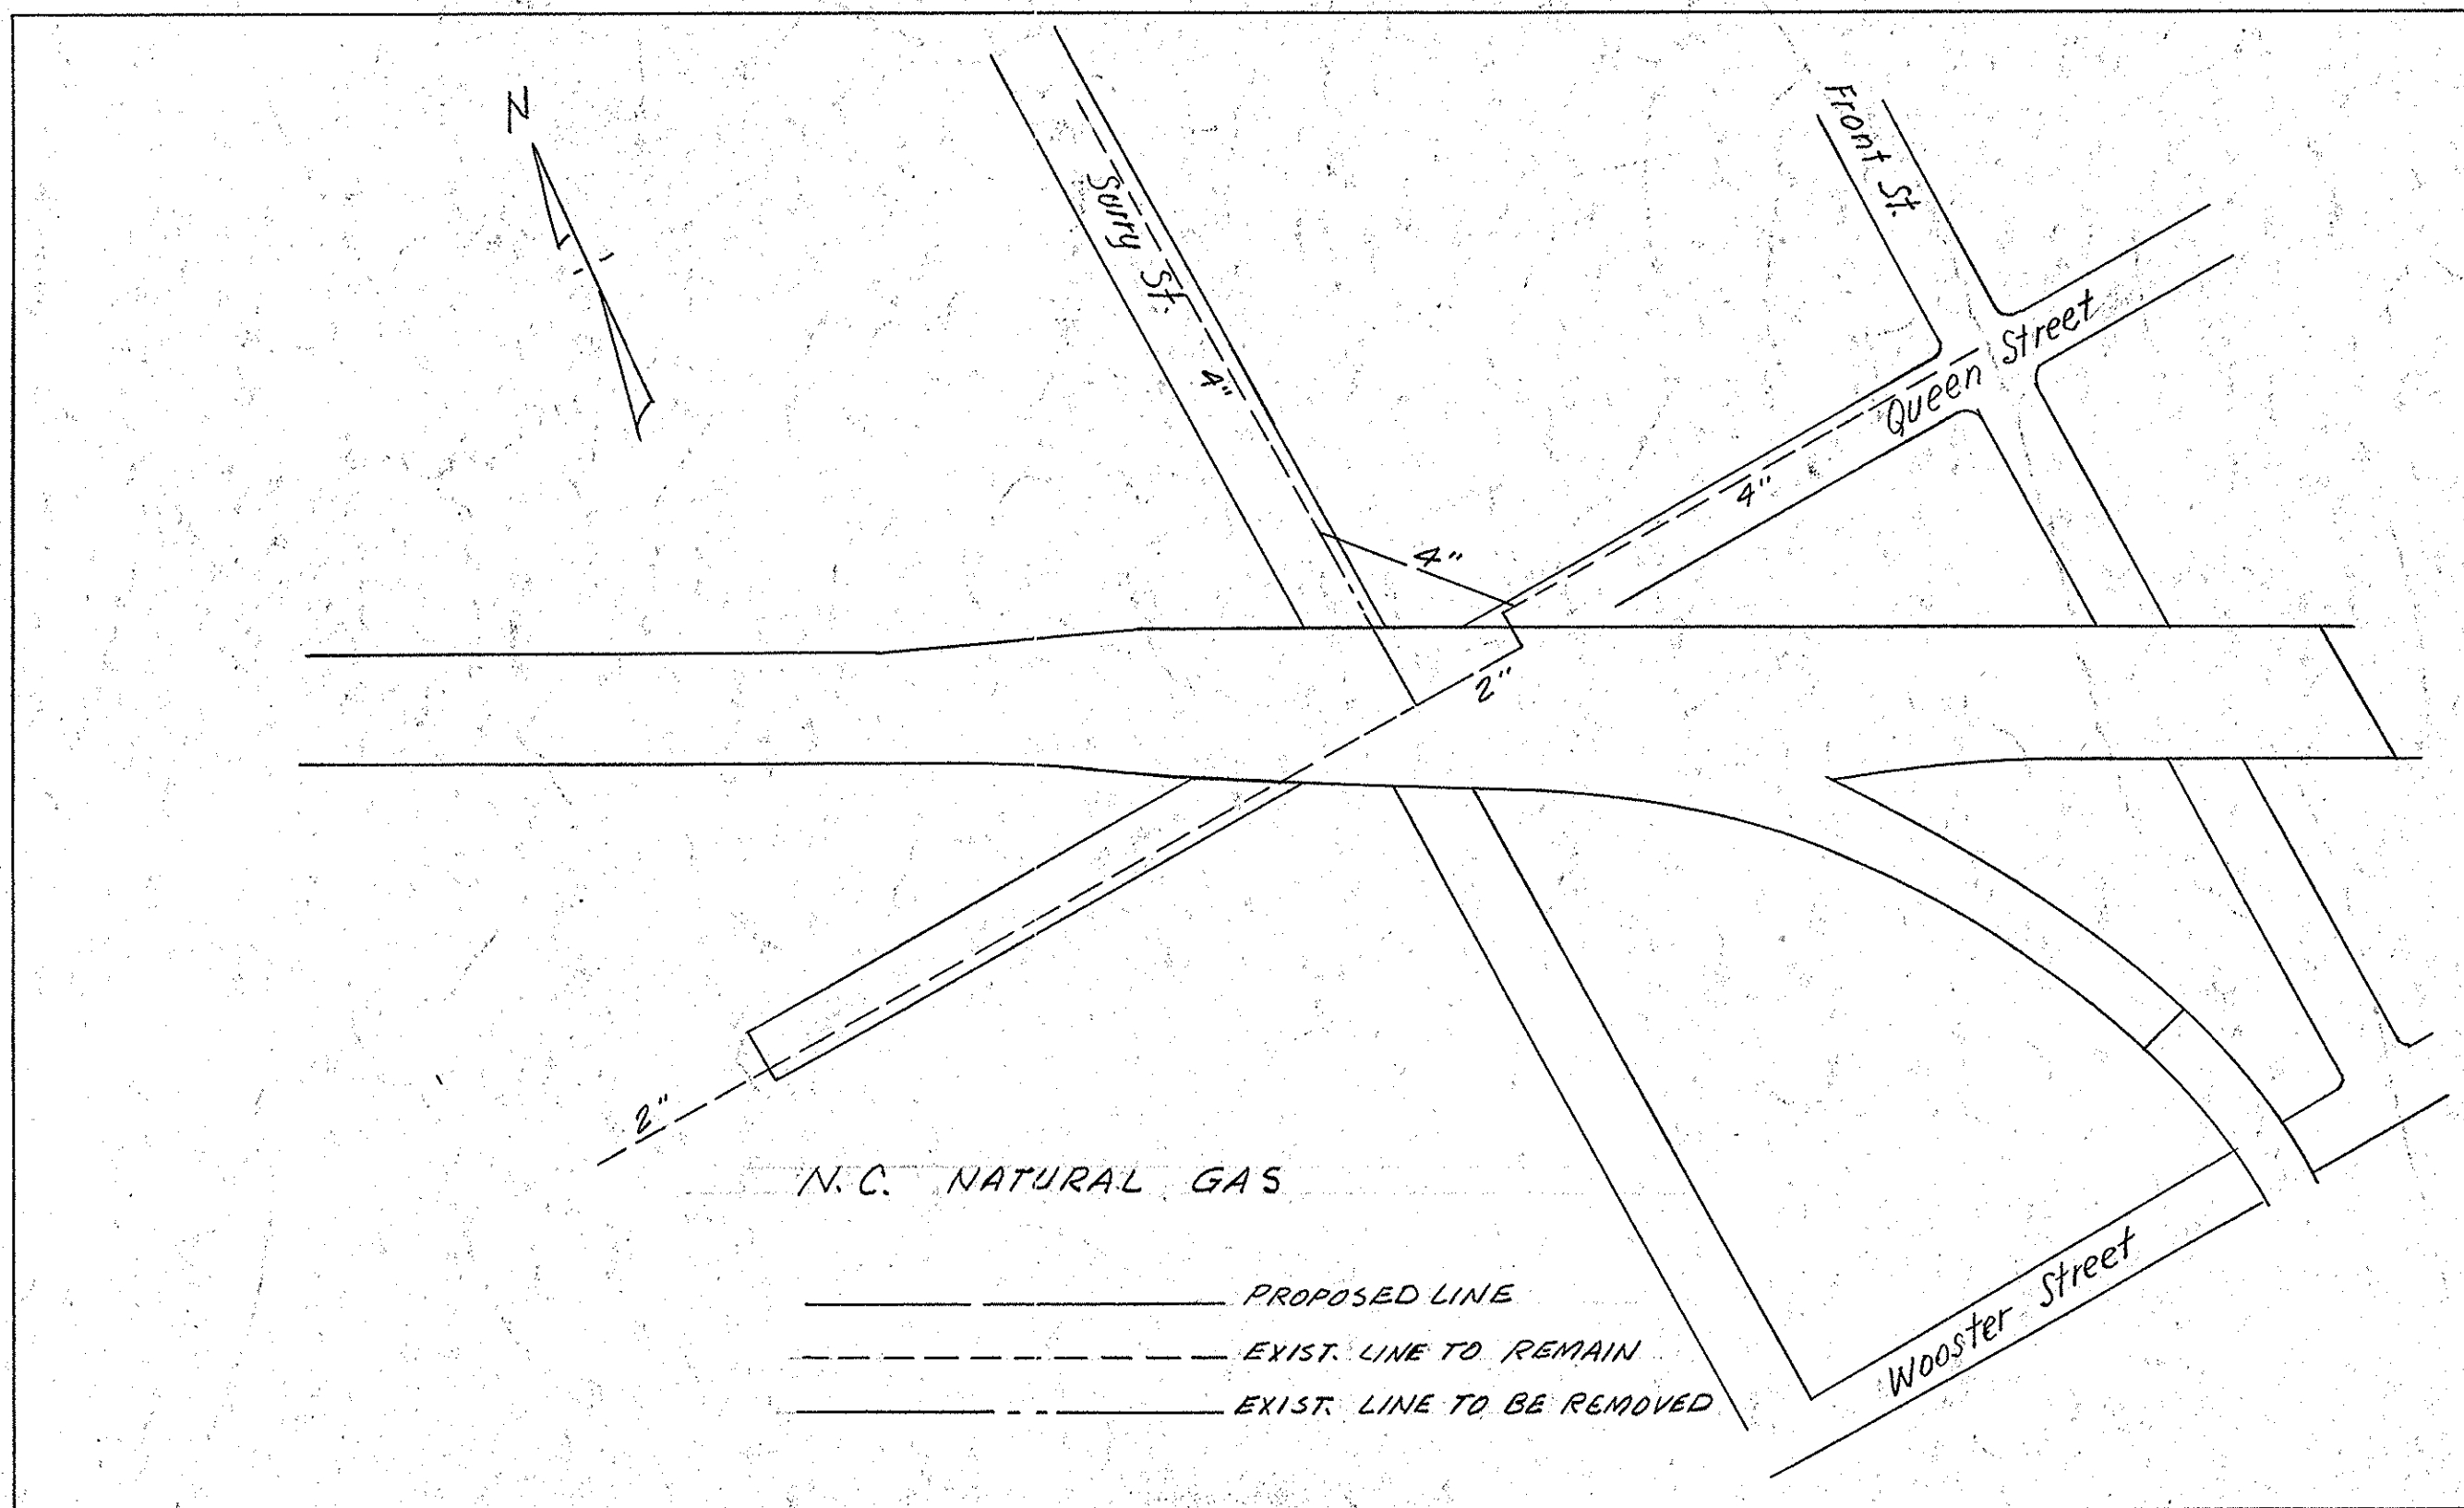 N
Front St.
Surry St.
4"
Queen Street
4"
4"
2"
2"
N.C. NATURAL GAS
PROPOSED LINE
EXIST. LINE TO REMAIN
EXIST. LINE TO BE REMOVED
Wooster Street